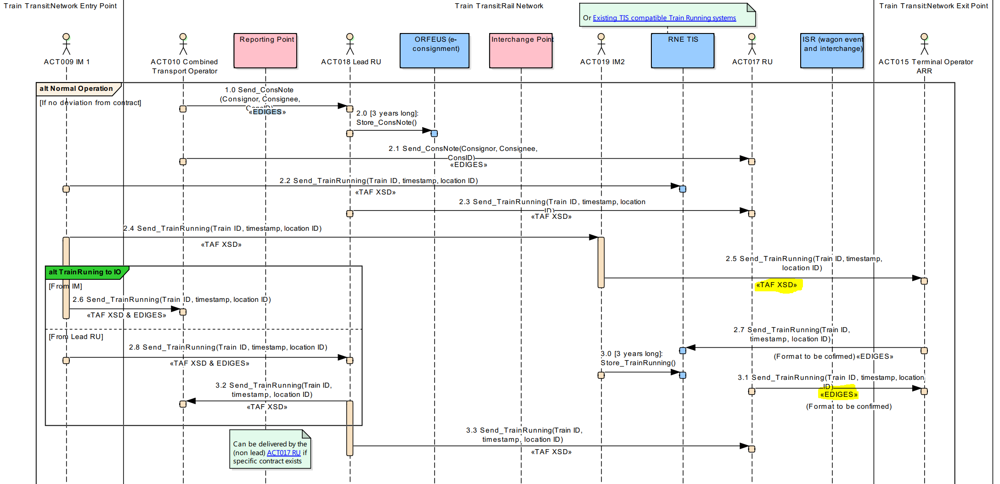 Train Transit:Network Entry Point
Train Transit:Rail Network
Train Transit:Network Exit Point
Or Existing TIS compatible Train Running systems
ACT009 IM 1
ACT010 Combined
Transport Operator
Reporting Point
ACT018 Lead RU
ORFEUS (e-
consignment)
Interchange Point
ACT019 IM2
RNE TIS
ACT017 RU
ISR (wagon event
and interchange)
ACT015 Terminal Operator
ARR
alt Normal Operation
[If no deviation from contract]
1.0 Send_ConsNote
(Consignor, Consignee,
ConsID)
«EDIGES»
2.0 [3 years long]:
Store_ConsNote()
2.1 Send_ConsNote(Consignor, Consignee,
ConsID)
«EDIGES»
2.2 Send_TrainRunning(Train ID, timestamp, location ID)
«TAF XSD»
2.3 Send_TrainRunning(Train ID, timestamp, location
ID)
«TAF XSD»
2.4 Send_TrainRunning(Train ID, timestamp, location ID)
«TAF XSD»
2.5 Send_TrainRunning(Train ID, timestamp,
location ID)
«TAF XSD»
alt TrainRuning to IO
[From IM]
2.6 Send_TrainRunning(Train ID, timestamp, location ID)
«TAF XSD & EDIGES»
2.7 Send_TrainRunning(Train ID,
timestamp, location ID)
(Format to be cofirmed) «EDIGES»
[From Lead RU]
2.8 Send_TrainRunning(Train ID, timestamp, location ID)
«TAF XSD & EDIGES»
3.0 [3 years long]:
Store_TrainRunning()
3.1 Send_TrainRunning(Train ID, timestamp, location
ID)
«EDIGES»
(Format to be confirmed)
3.2 Send_TrainRunning(Train ID,
timestamp, location ID)
«TAF XSD»
3.3 Send_TrainRunning(Train ID,
timestamp, location ID)
«TAF XSD»
Can be delivered by the
(non lead) ACT017 RU if
specific contract exists